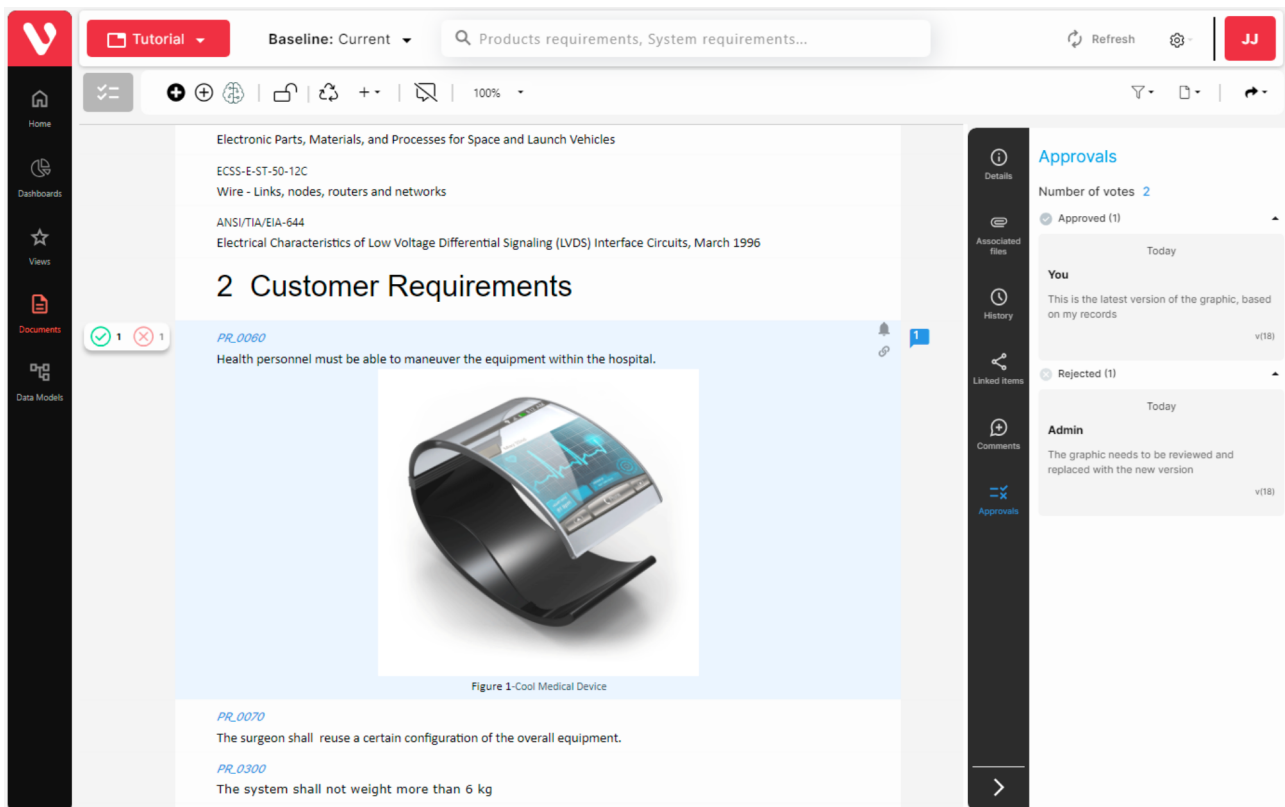 Tutorial
Baseline: Current
Products requirements, System requirements...
Refresh
JJ
Home
Dashboards
Views
Documents
Data Models
100%
Electronic Parts, Materials, and Processes for Space and Launch Vehicles
ECSS-E-ST-50-12C
Wire - Links, nodes, routers and networks
ANSI/TIA/EIA-644
Electrical Characteristics of Low Voltage Differential Signaling (LVDS) Interface Circuits, March 1996
2 Customer Requirements
1 1
PR_0060
1
Health personnel must be able to maneuver the equipment within the hospital.
Figure 1-Cool Medical Device
PR_0070
The surgeon shall  reuse a certain configuration of the overall equipment.
PR_0300
The system shall not weight more than 6 kg
Details
Associated
files
History
Linked items
Comments
Approvals
Approvals
Number of votes 2
Approved (1)
Today
You
This is the latest version of the graphic, based
on my records
v(18)
Rejected (1)
Today
Admin
The graphic needs to be reviewed and
replaced with the new version
v(18)